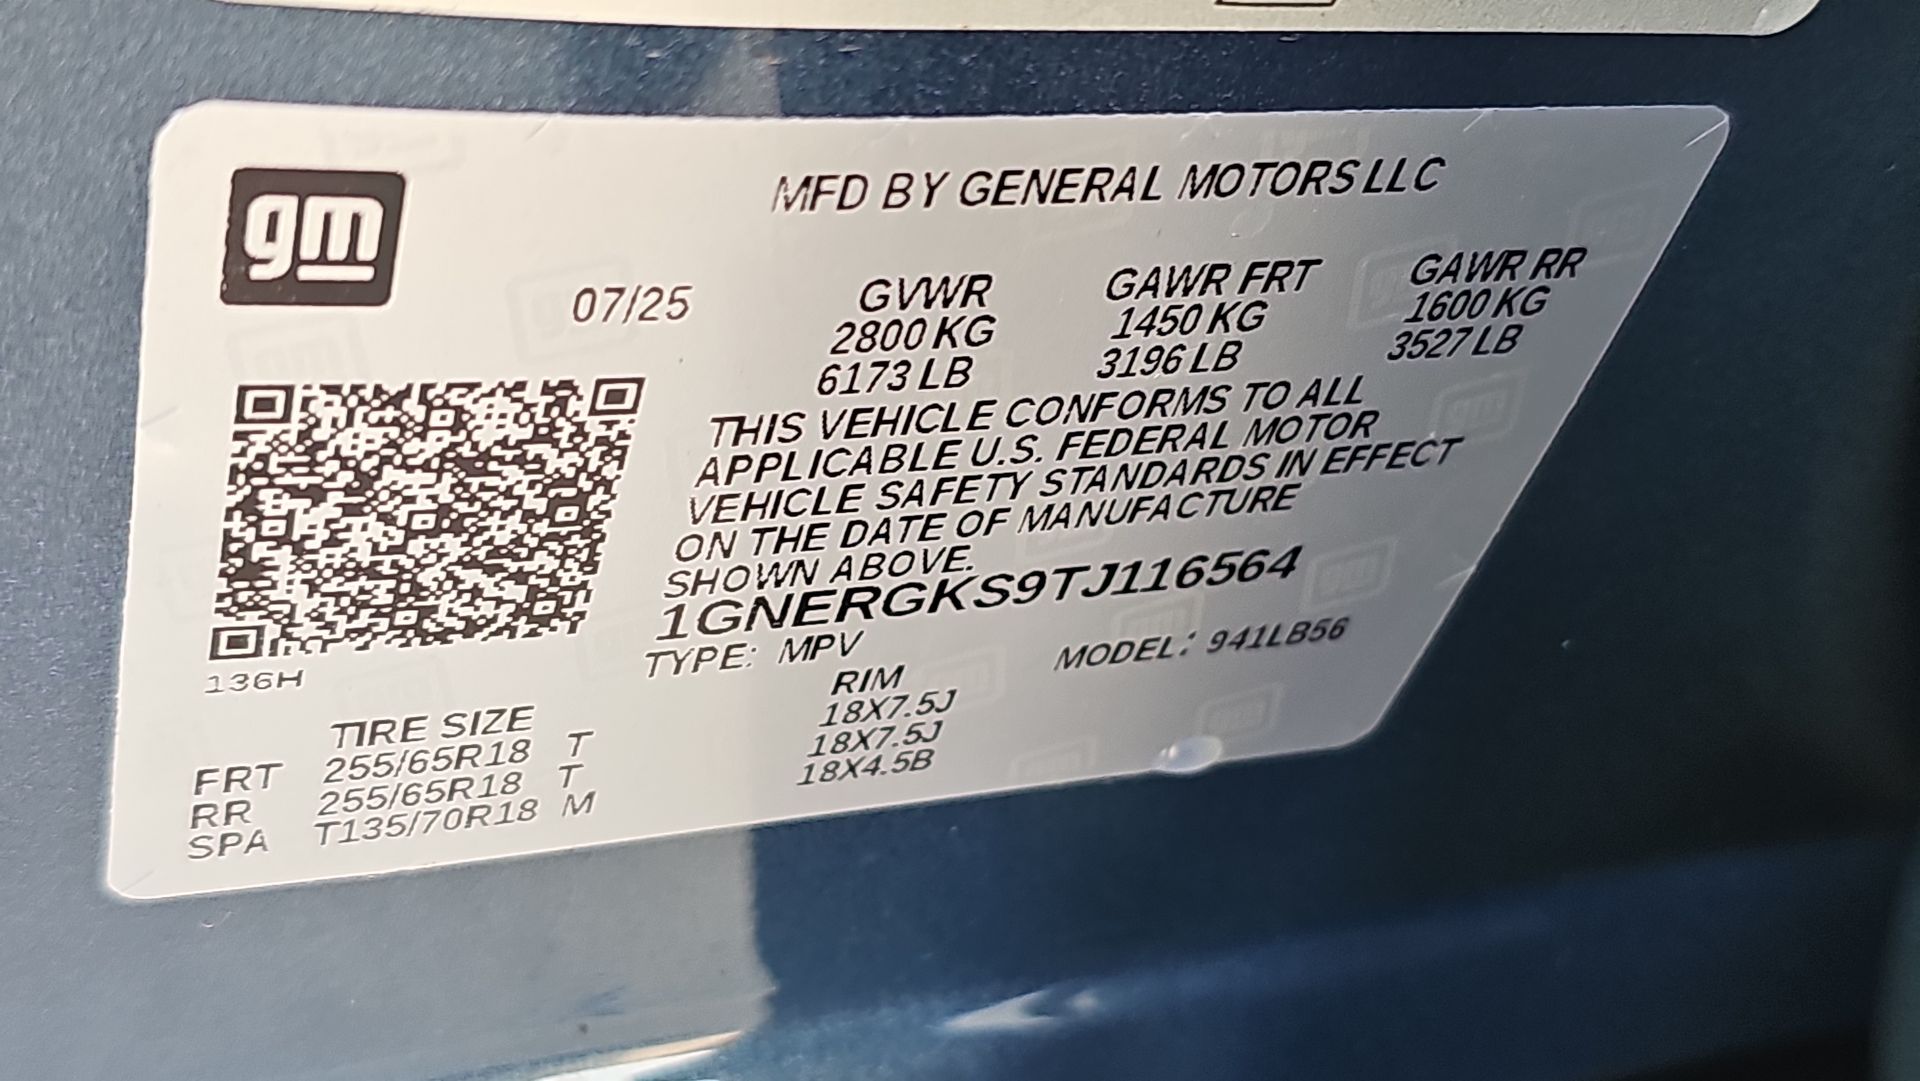 gm
MFD BY GENERAL MOTORS LLC
07/25
GVWR GAWR FRT GAWR RR
2800 KG 1450 KG 1600 KG
6173 LB 3196 LB 3527 LB
THIS VEHICLE CONFORMS TO ALL
APPLICABLE U.S. FEDERAL MOTOR
VEHICLE SAFETY STANDARDS IN EFFECT
ON THE DATE OF MANUFACTURE
SHOWN ABOVE.
1GNERGKS9TJ116564
TYPE: MPV MODEL: 941LB56
136H
TIRE SIZE RIM
FRT 255/65R18 T 18X7.5J
RR 255/65R18 T 18X7.5J
SPA T135/70R18 M 18X4.5B